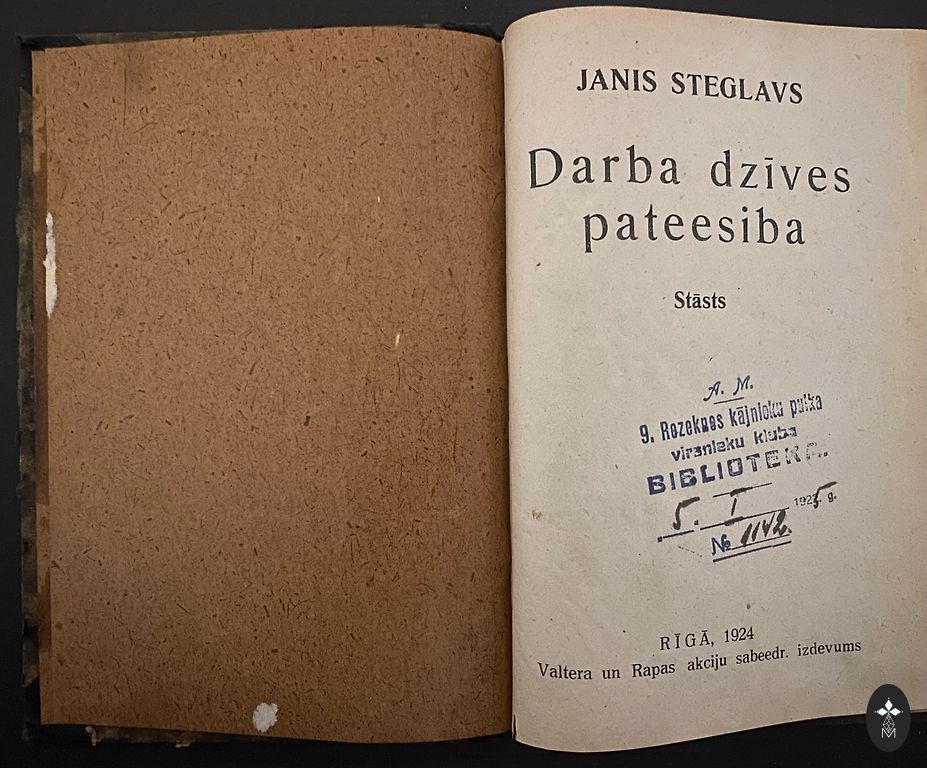 JANIS STEGLAVS
Darba dzīves
pateesiba
Stāsts
A. M.
9. Rezeknes kājnieku pulka
virsnieku kluba
BIBLIOTEKA.
5. I 1925. g.
№ 1142.
RĪGĀ, 1924
Valtera un Rapas akciju sabeedr. izdevums
M